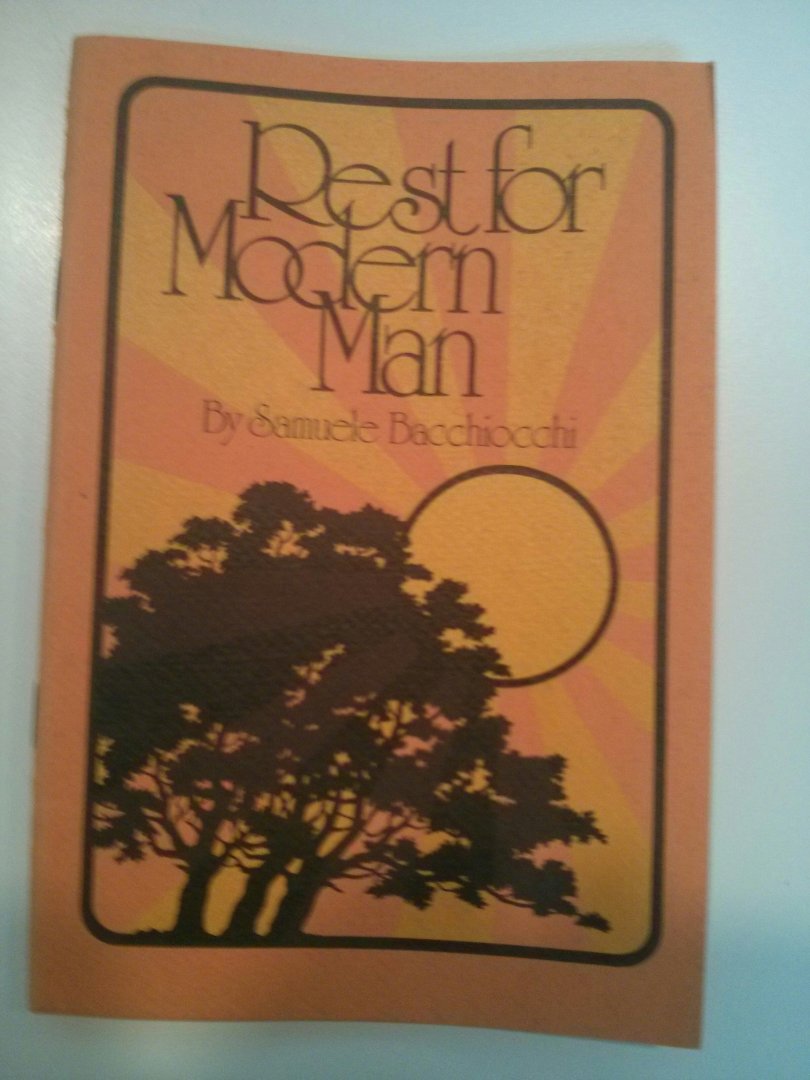 Rest for
Modern
Man
By Samuele Bacchiocchi